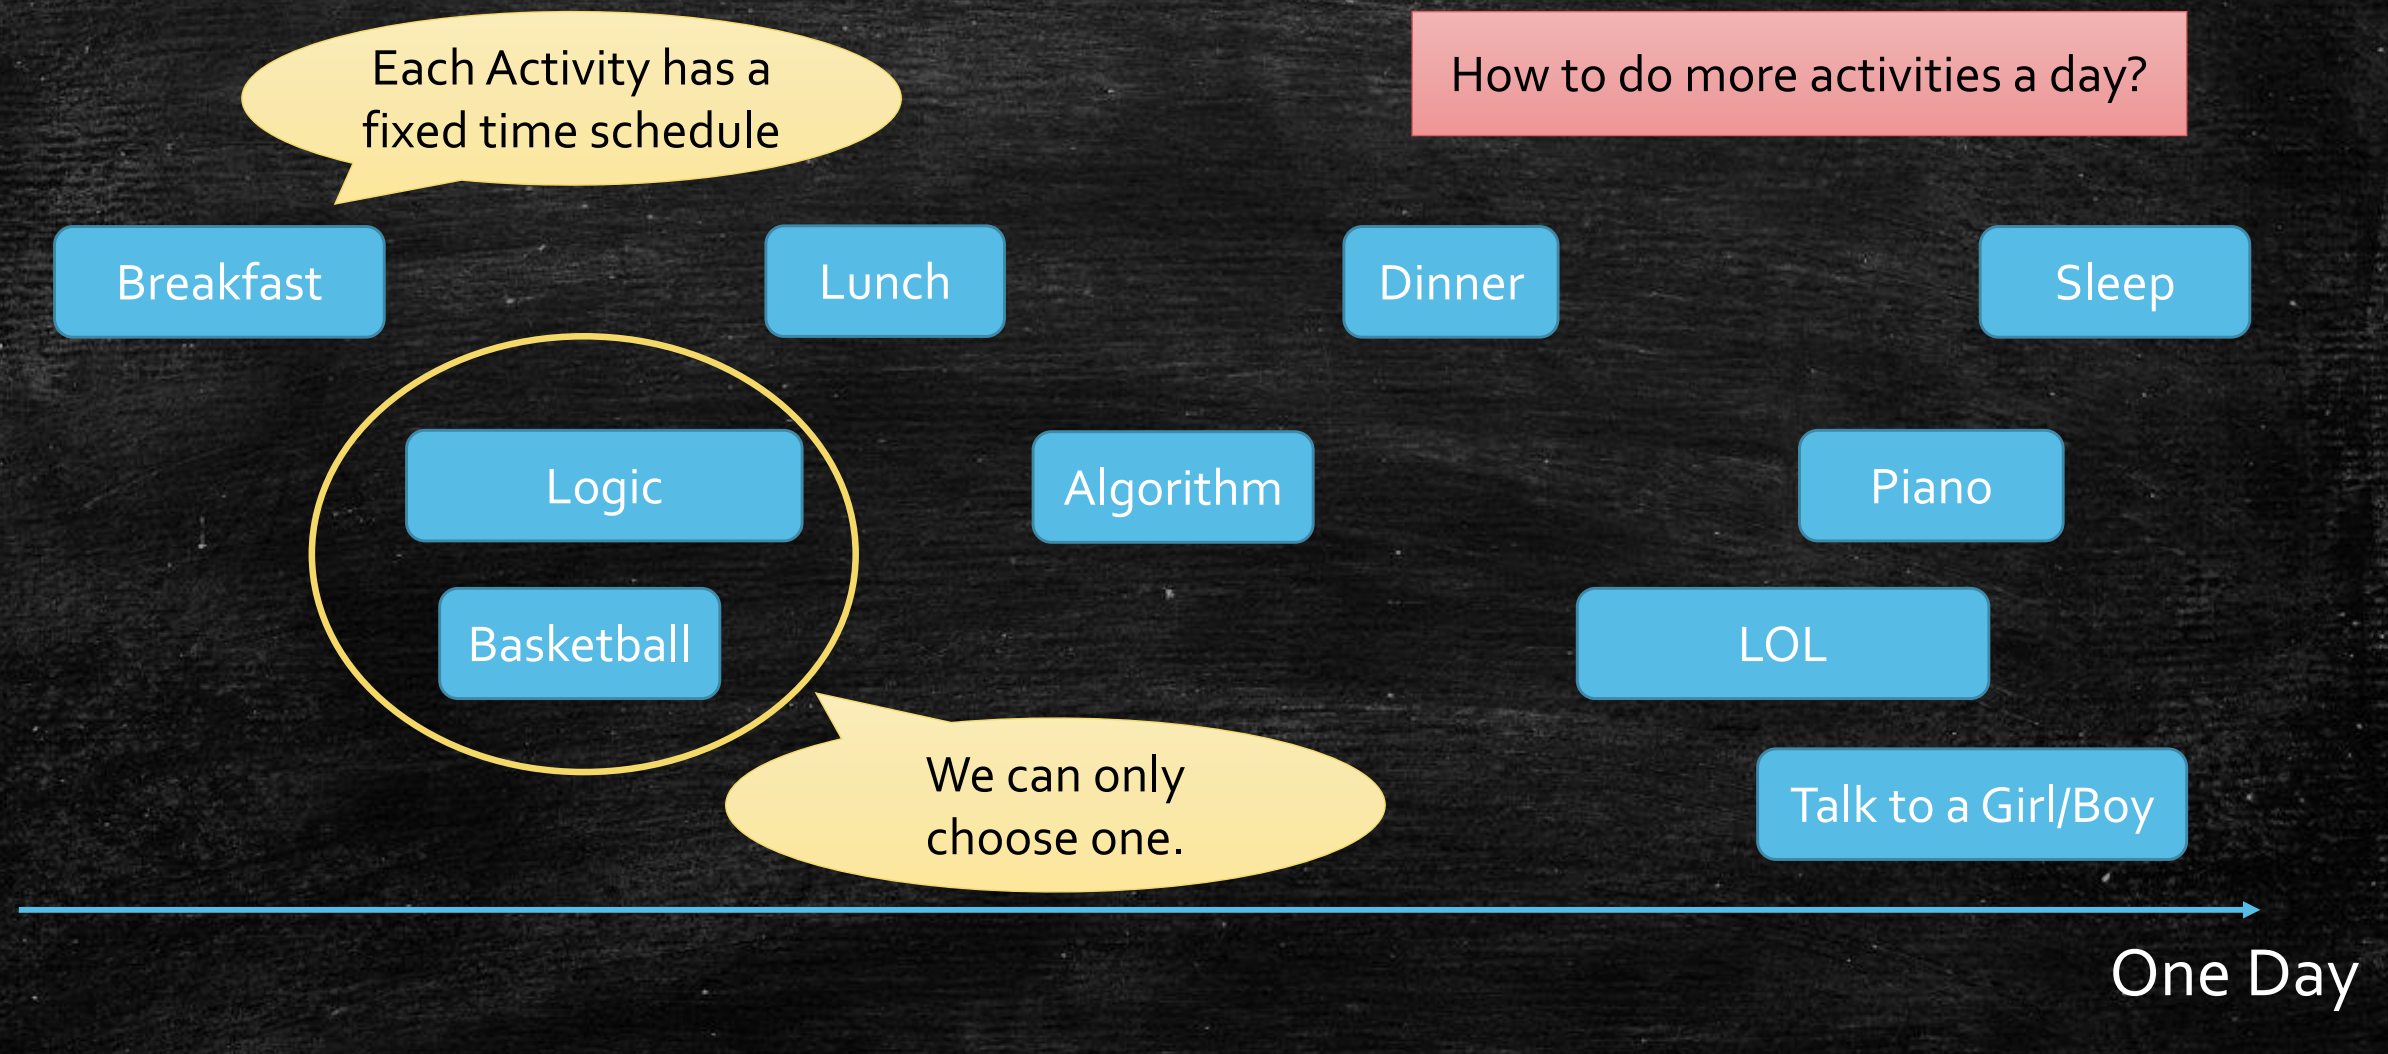 Each Activity has a
fixed time schedule
How to do more activities a day?
Breakfast
Lunch
Dinner
Sleep
Logic
Algorithm
Piano
Basketball
LOL
We can only
choose one.
Talk to a Girl/Boy
One Day